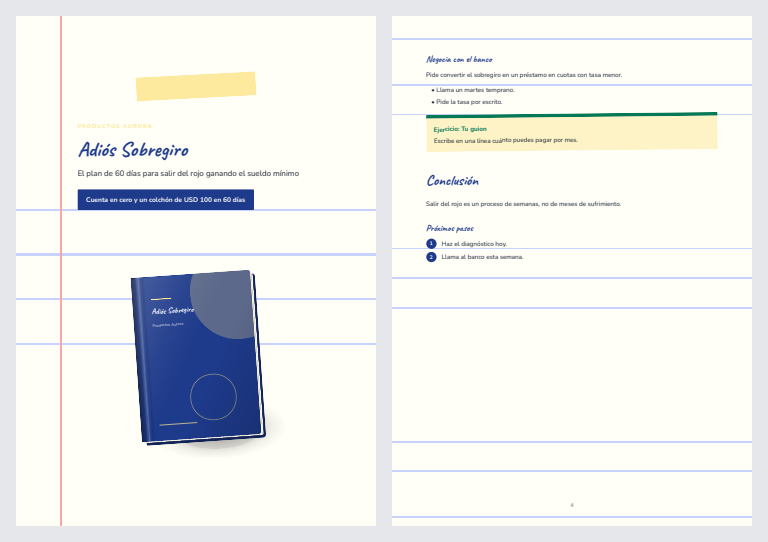 PRODUCTOS AURORA
Adiós Sobregiro
El plan de 60 días para salir del rojo ganando el sueldo mínimo
Cuenta en cero y un colchón de USD 100 en 60 días
Adiós Sobregiro
Productos Aurora
Negocia con el banco
Pide convertir el sobregiro en un préstamo en cuotas con tasa menor.
• Llama un martes temprano.
• Pide la tasa por escrito.
Ejercicio: Tu guion
Escribe en una línea cuánto puedes pagar por mes.
Conclusión
Salir del rojo es un proceso de semanas, no de meses de sufrimiento.
Próximos pasos
1 Haz el diagnóstico hoy.
2 Llama al banco esta semana.
4